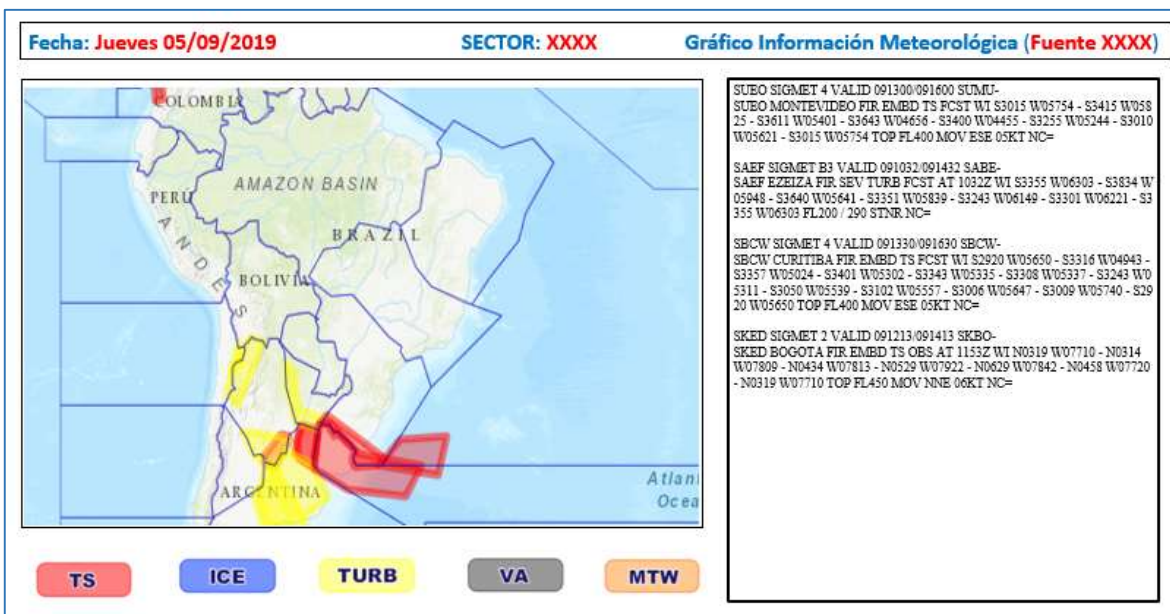 Fecha: Jueves 05/09/2019 SECTOR: XXXX Gráfico Información Meteorológica (Fuente XXXX)
COLOMBIA
AMAZON BASIN
PERU
BRAZIL
ANDES
BOLIVIA
ARGENTINA
Atlan
Ocea
TS ICE TURB VA MTW
SUEO SIGMET 4 VALID 091300/091600 SUMU-
SUEO MONTEVIDEO FIR EMBD TS FCST WI S3015 W05754 - S3415 W058
25 - S3611 W05401 - S3643 W04656 - S3400 W04455 - S3255 W05244 - S3010
W05621 - S3015 W05754 TOP FL400 MOV ESE 05KT NC=
SAEF SIGMET B3 VALID 091032/091432 SABE-
SAEF EZEIZA FIR SEV TURB FCST AT 1032Z WI S3355 W06303 - S3834 W
05948 - S3640 W05641 - S3351 W05839 - S3243 W06149 - S3301 W06221 - S3
355 W06303 FL200 / 290 STNR NC=
SBCW SIGMET 4 VALID 091330/091630 SBCW-
SBCW CURITIBA FIR EMBD TS FCST WI S2920 W05650 - S3316 W04943 -
S3357 W05024 - S3401 W05302 - S3343 W05335 - S3308 W05337 - S3243 W0
5311 - S3050 W05539 - S3102 W05557 - S3006 W05647 - S3009 W05740 - S29
20 W05650 TOP FL400 MOV ESE 05KT NC=
SKED SIGMET 2 VALID 091213/091413 SKBO-
SKED BOGOTA FIR EMBD TS OBS AT 1153Z WI N0319 W07710 - N0314
W07809 - N0434 W07813 - N0529 W07922 - N0629 W07842 - N0458 W07720
- N0319 W07710 TOP FL450 MOV NNE 06KT NC=